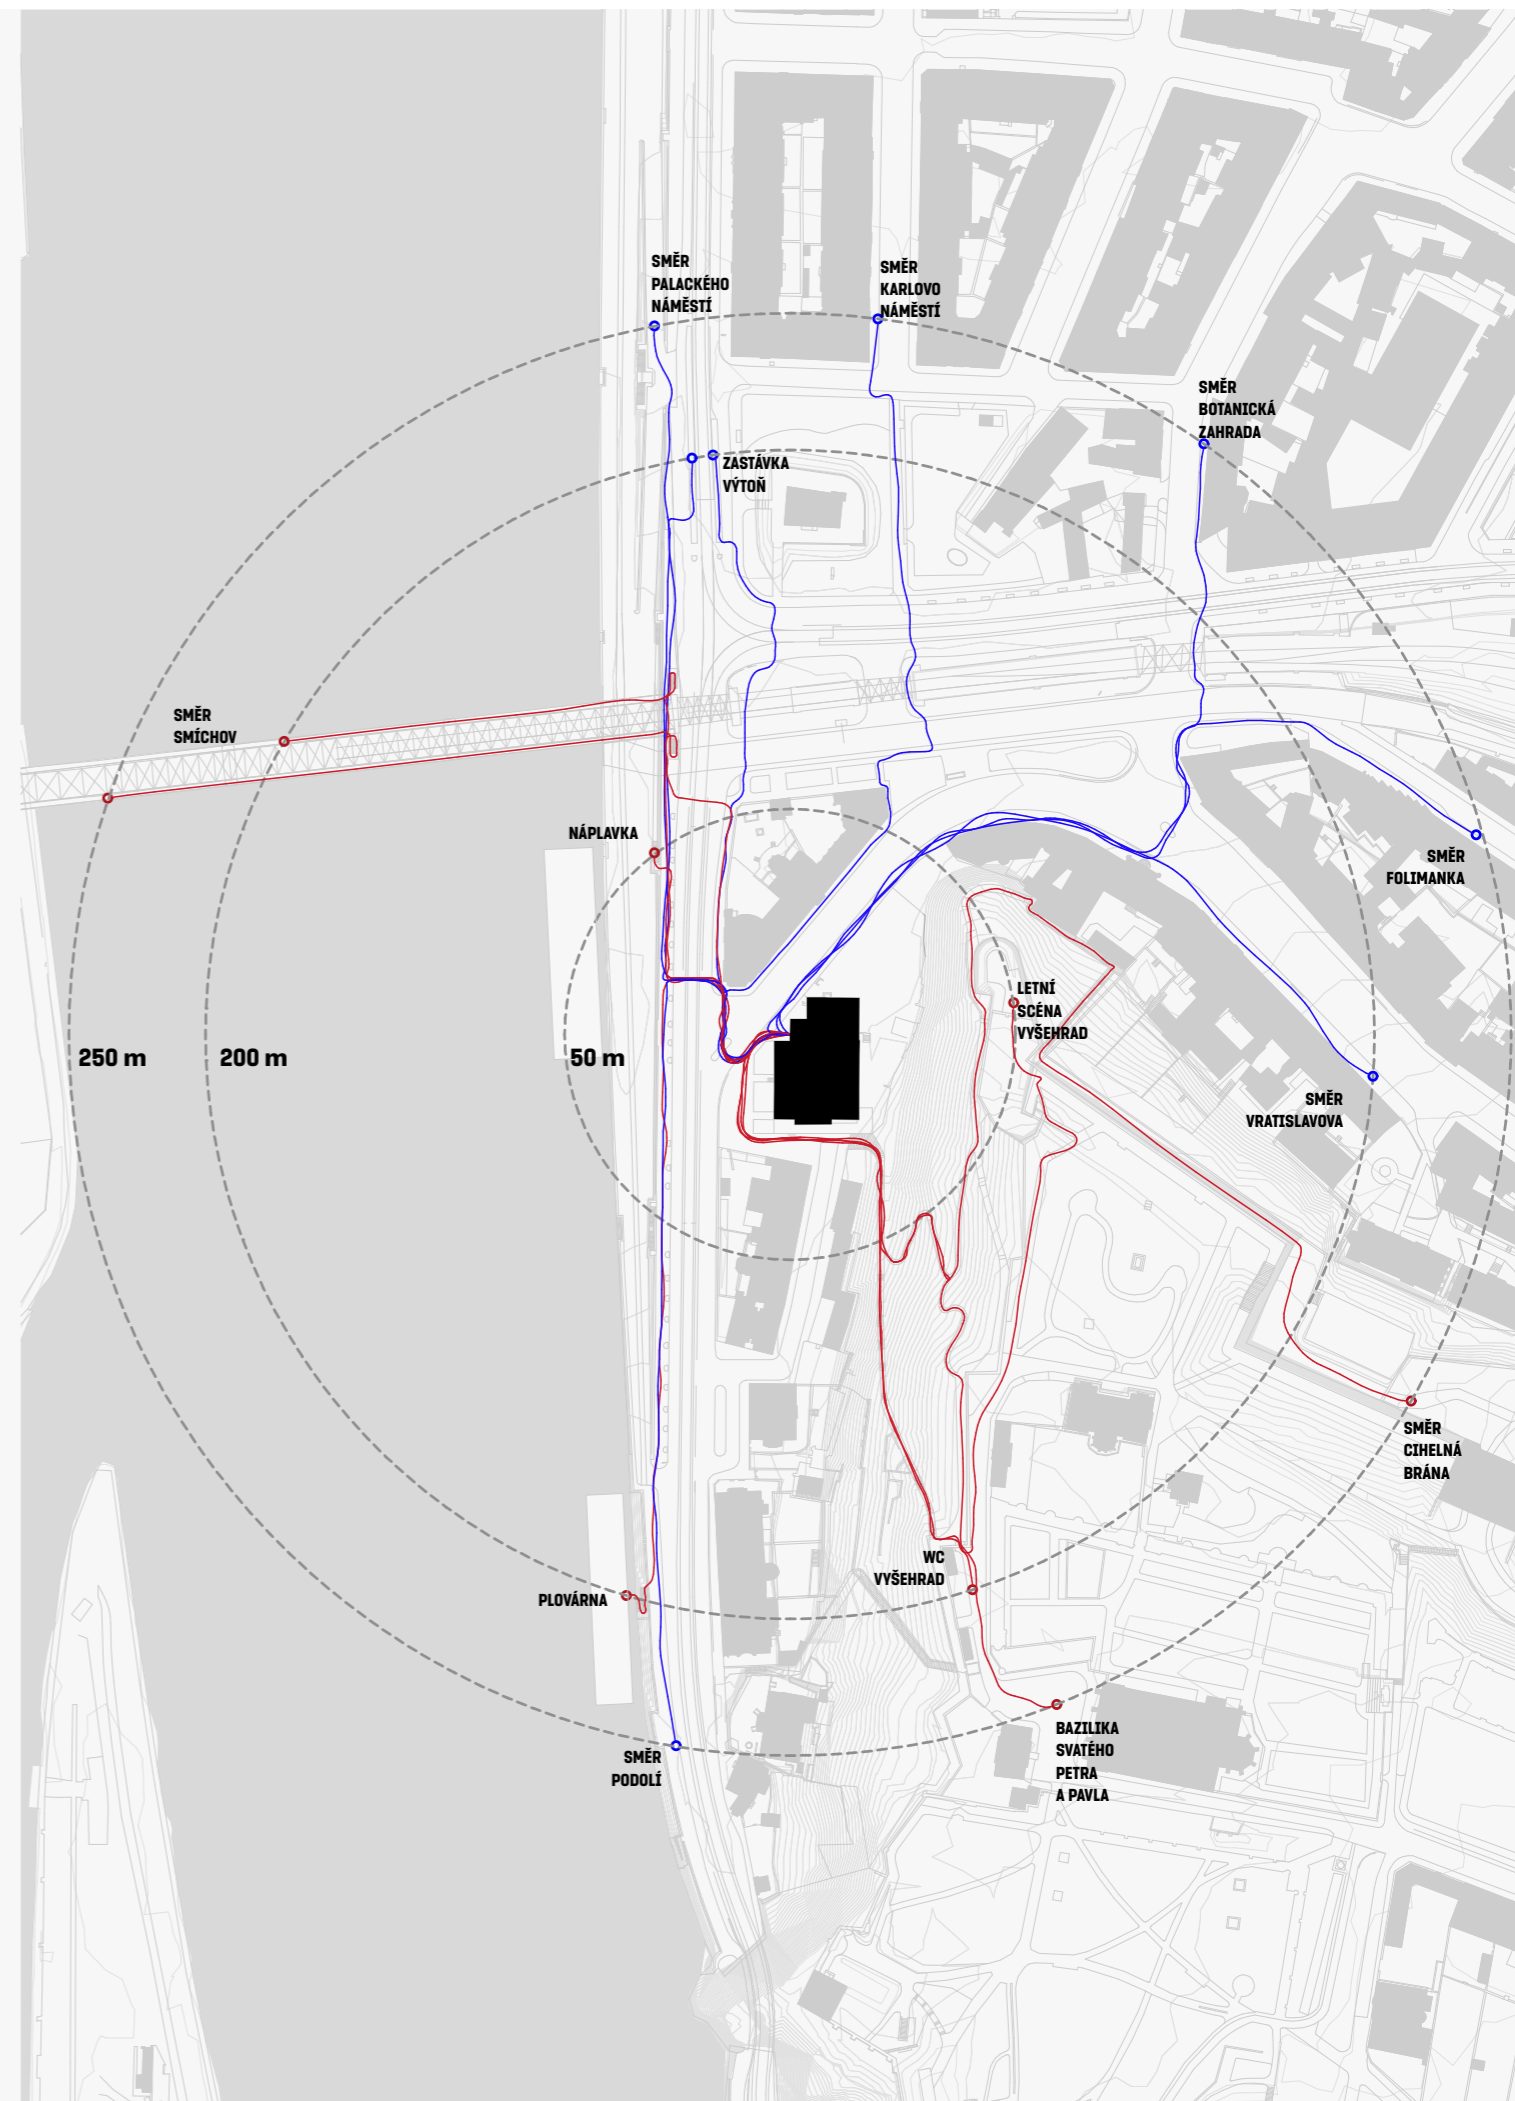 SMĚR
PALACKÉHO
NÁMĚSTÍ
SMĚR
KARLOVO
NÁMĚSTÍ
SMĚR
BOTANICKÁ
ZAHRADA
ZASTÁVKA
VÝTOŇ
SMĚR
SMÍCHOV
NÁPLAVKA
SMĚR
FOLIMANKA
LETNÍ
SCÉNA
VYŠEHRAD
250 m
200 m
50 m
SMĚR
VRATISLAVOVA
SMĚR
CIHELNÁ
BRÁNA
WC
VYŠEHRAD
PLOVÁRNA
SMĚR
PODOLÍ
BAZILIKA
SVATÉHO
PETRA
A PAVLA